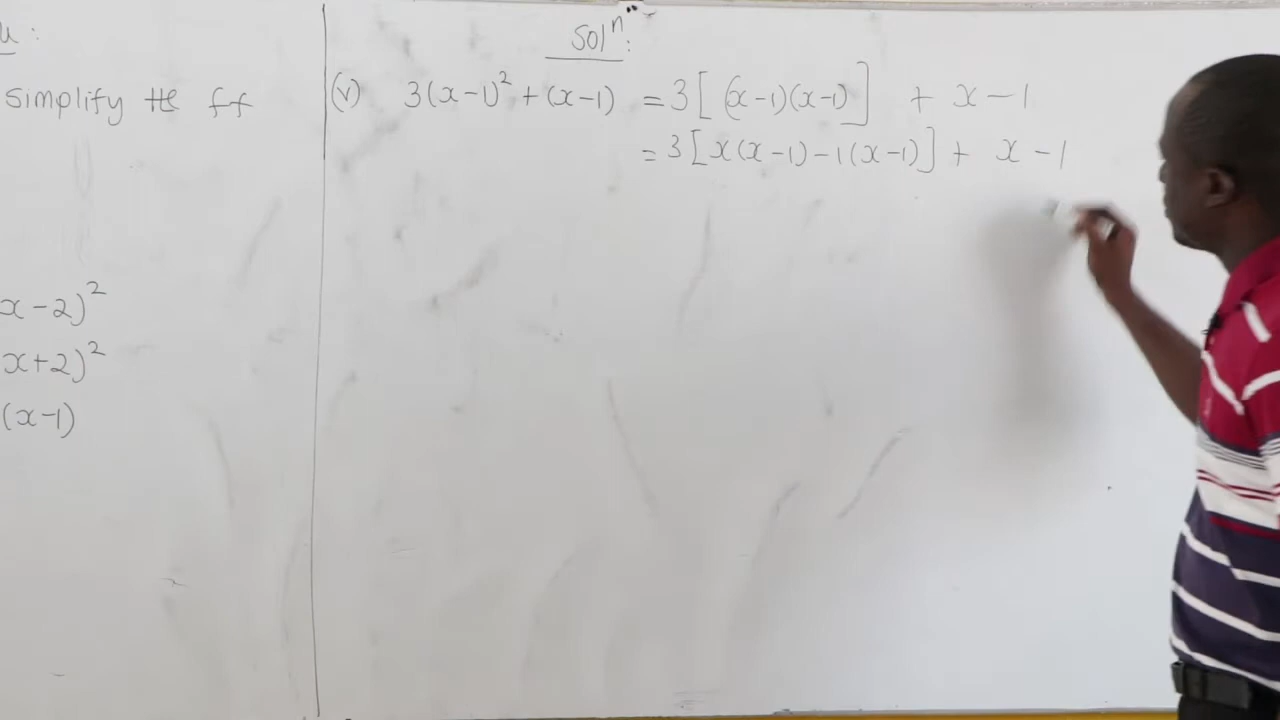 Simplify the ff
x-2)²
x+2)²
(x-1)
Solⁿ:
(v) 3(x-1)² + (x-1) = 3[(x-1)(x-1)] + x-1
= 3[x(x-1)-1(x-1)] + x-1